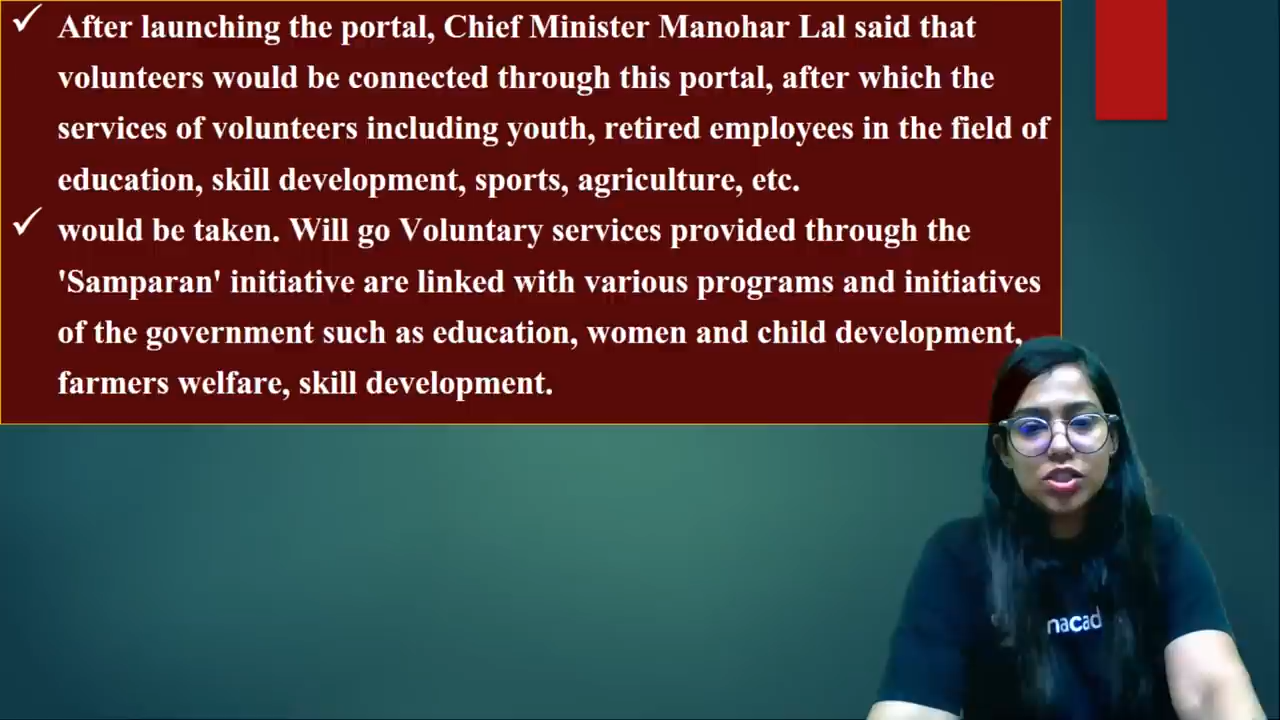 ✓ After launching the portal, Chief Minister Manohar Lal said that
volunteers would be connected through this portal, after which the
services of volunteers including youth, retired employees in the field of
education, skill development, sports, agriculture, etc.
✓ would be taken. Will go Voluntary services provided through the
'Samparan' initiative are linked with various programs and initiatives
of the government such as education, women and child development,
farmers welfare, skill development.
nacad